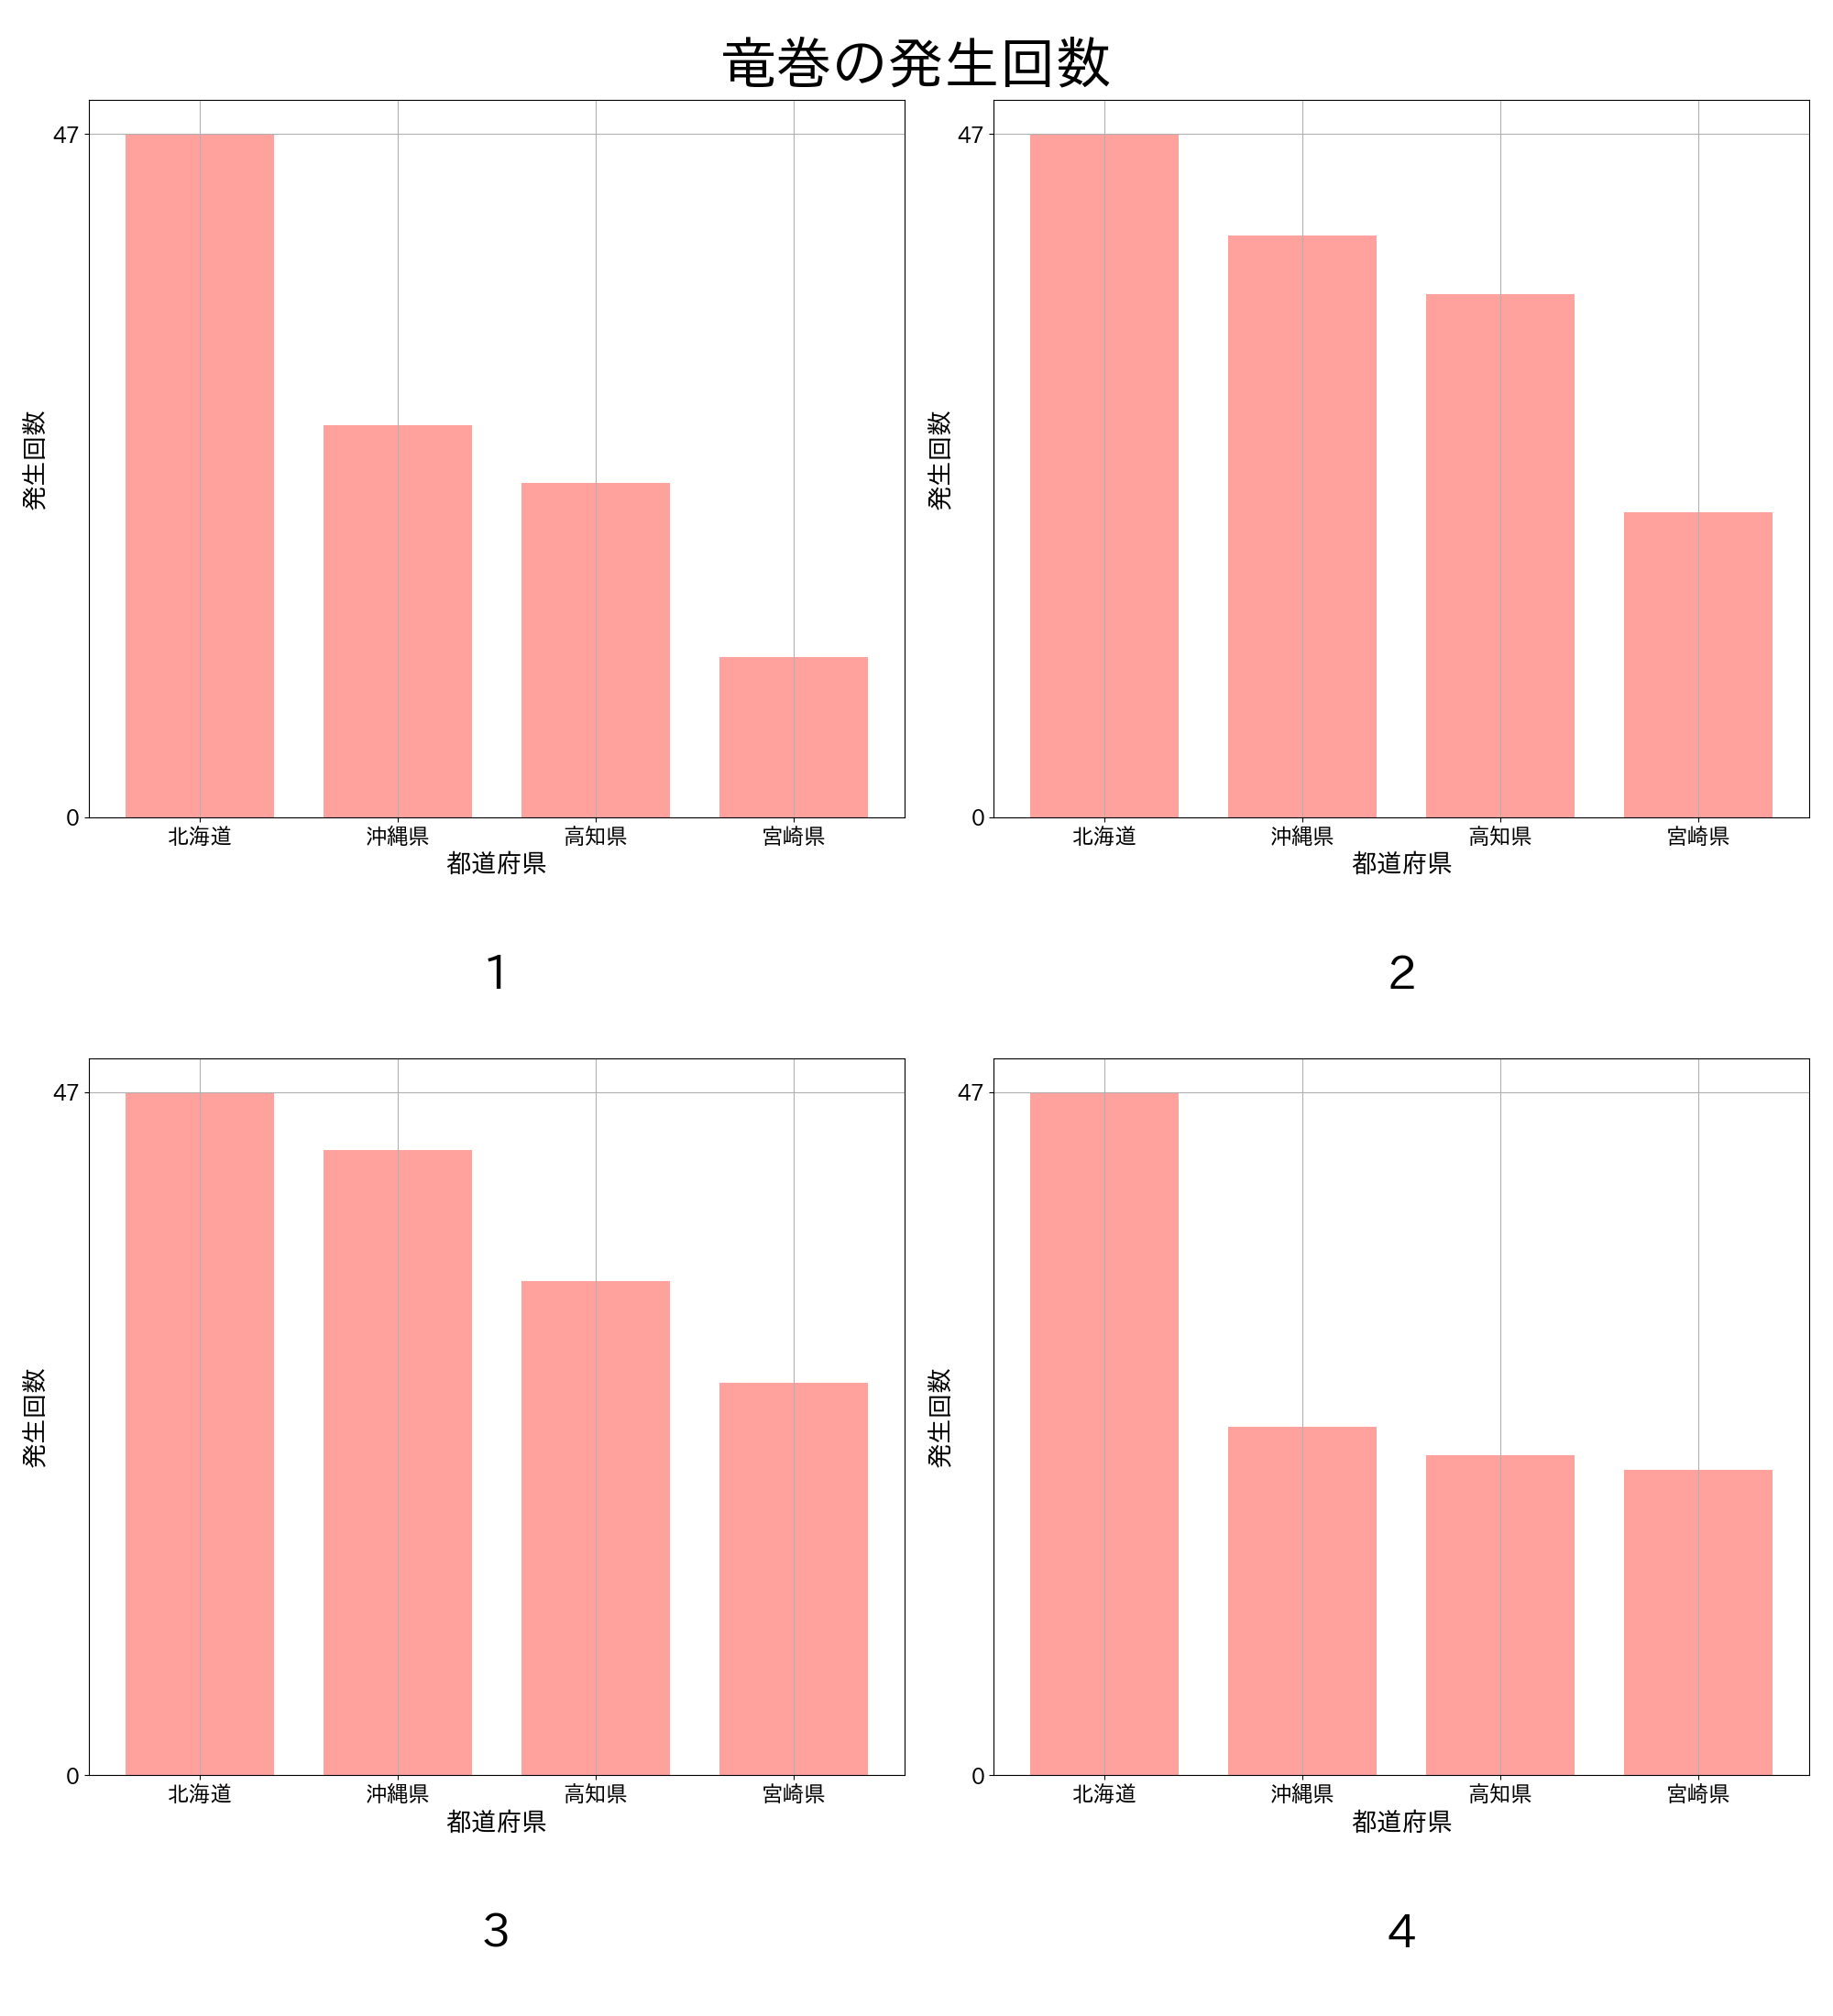 竜巻の発生回数
47
発生回数
0
北海道 沖縄県 高知県 宮崎県
都道府県
1
47
発生回数
0
北海道 沖縄県 高知県 宮崎県
都道府県
2
47
発生回数
0
北海道 沖縄県 高知県 宮崎県
都道府県
3
47
発生回数
0
北海道 沖縄県 高知県 宮崎県
都道府県
4